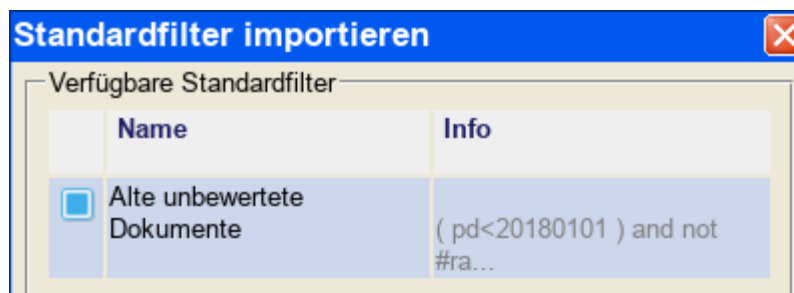 Standardfilter importieren
Verfügbare Standardfilter
Name Info
Alte unbewertete
Dokumente
( pd<20180101 ) and not
#ra...